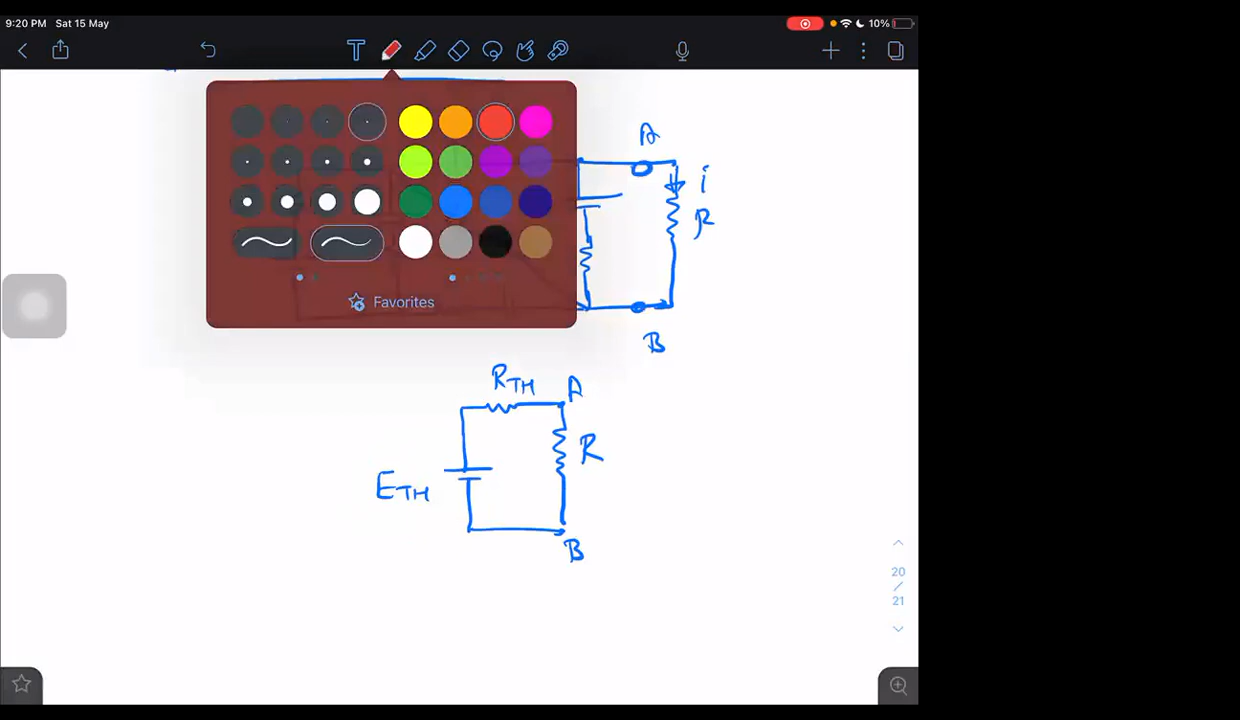 9:20 PM Sat 15 May
10%
T
Favorites
A
i
R
B
RTH
A
R
ETH
B
20
/
21